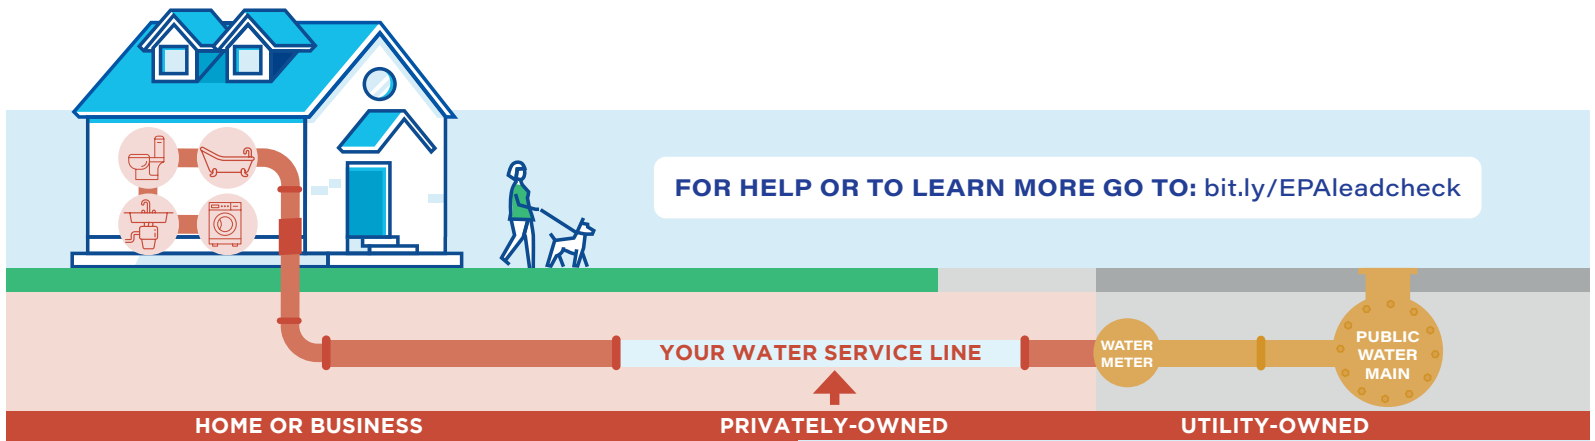 FOR HELP OR TO LEARN MORE GO TO: bit.ly/EPAleadcheck
YOUR WATER SERVICE LINE
WATER
METER
PUBLIC
WATER
MAIN
HOME OR BUSINESS
PRIVATELY-OWNED
UTILITY-OWNED